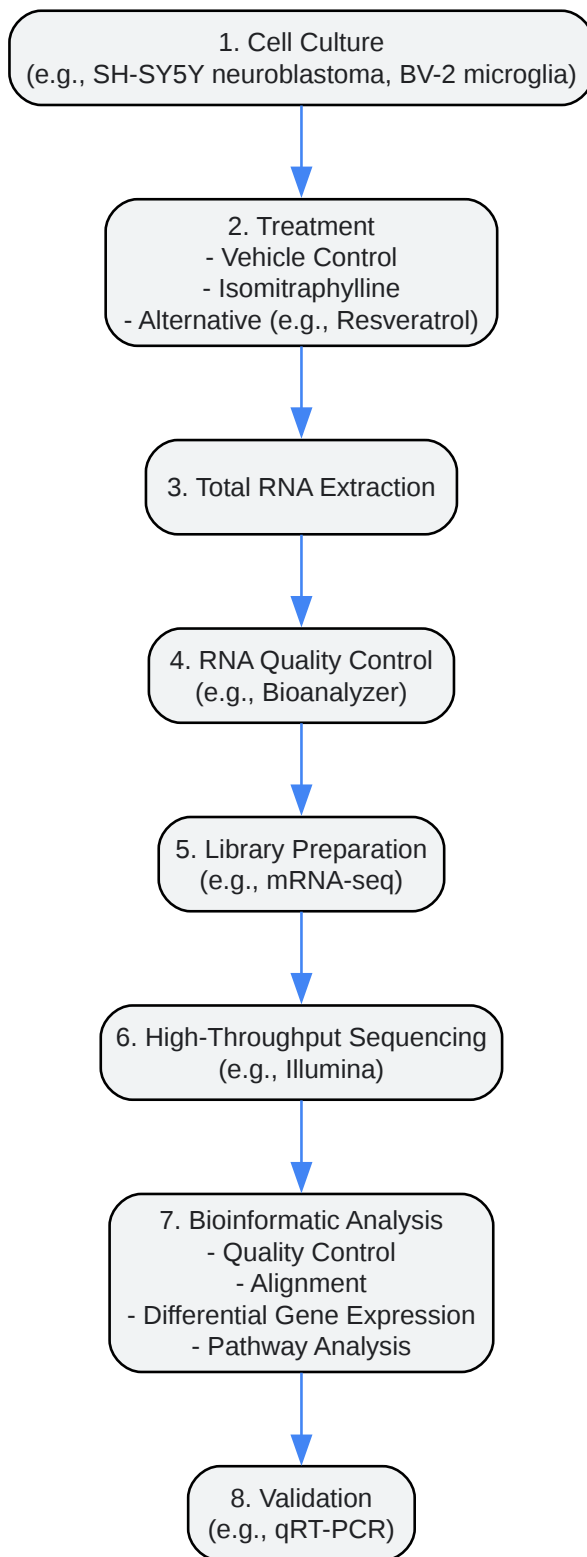 1. Cell Culture
(e.g., SH-SY5Y neuroblastoma, BV-2 microglia)
2. Treatment
- Vehicle Control
- Isomitraphylline
- Alternative (e.g., Resveratrol)
3. Total RNA Extraction
4. RNA Quality Control
(e.g., Bioanalyzer)
5. Library Preparation
(e.g., mRNA-seq)
6. High-Throughput Sequencing
(e.g., Illumina)
7. Bioinformatic Analysis
- Quality Control
- Alignment
- Differential Gene Expression
- Pathway Analysis
8. Validation
(e.g., qRT-PCR)